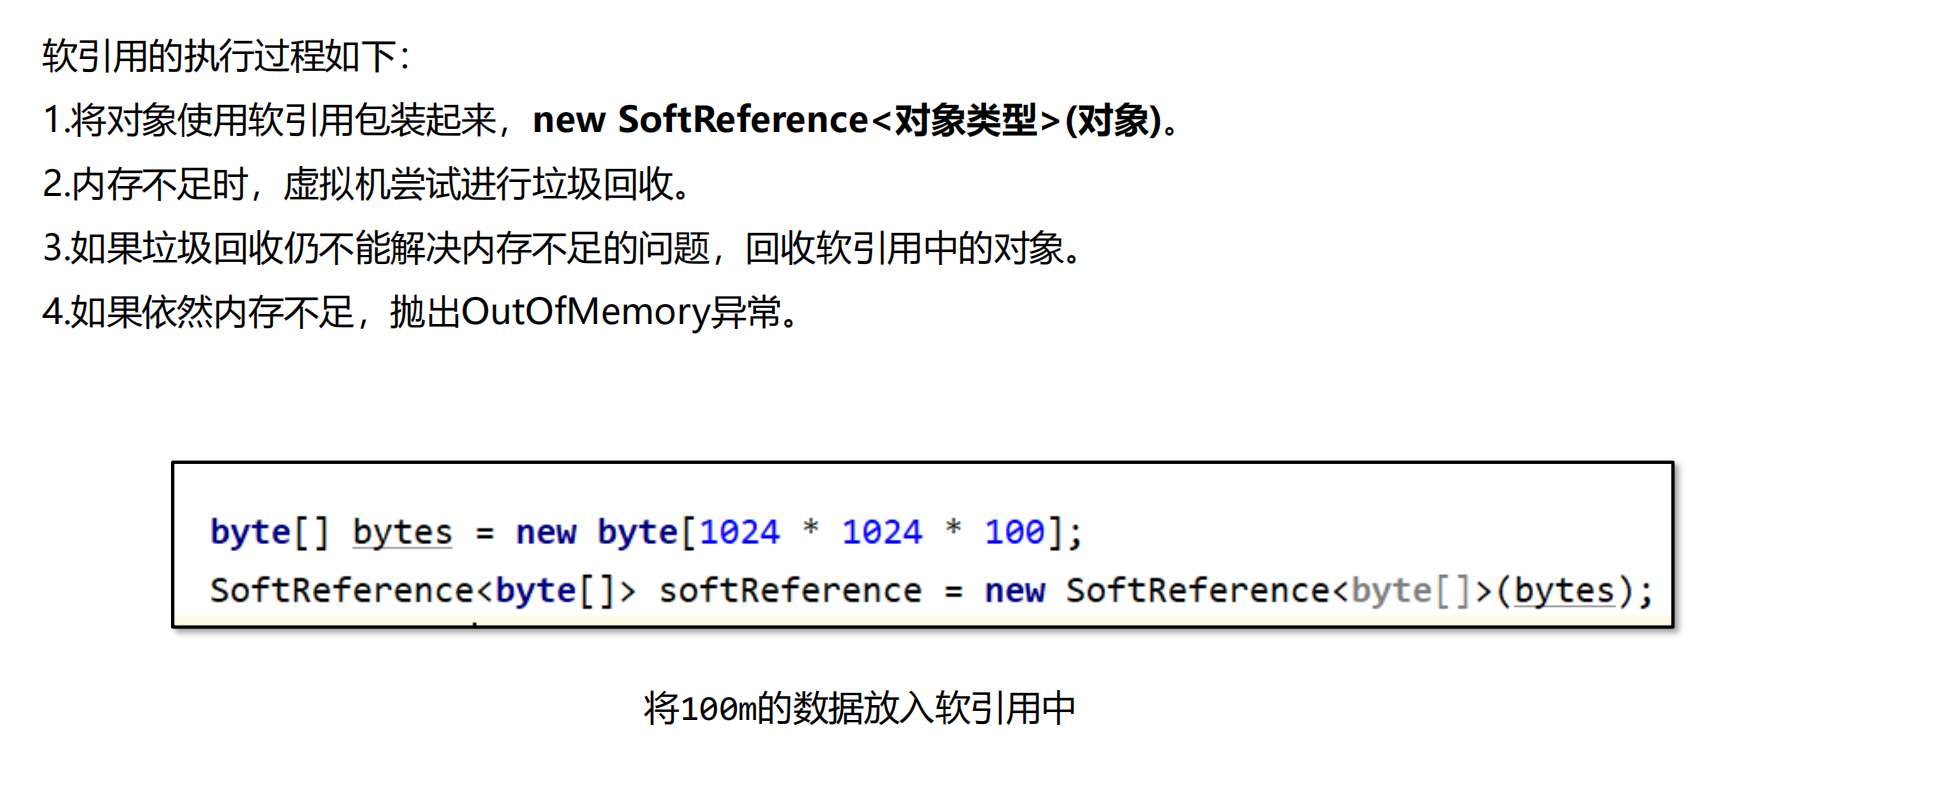 软引用的执行过程如下：
1.将对象使用软引用包装起来，new SoftReference<对象类型>(对象)。
2.内存不足时，虚拟机尝试进行垃圾回收。
3.如果垃圾回收仍不能解决内存不足的问题，回收软引用中的对象。
4.如果依然内存不足，抛出OutOfMemory异常。
byte[] bytes = new byte[1024 * 1024 * 100];
SoftReference<byte[]> softReference = new SoftReference<byte[]>(bytes);
将100m的数据放入软引用中